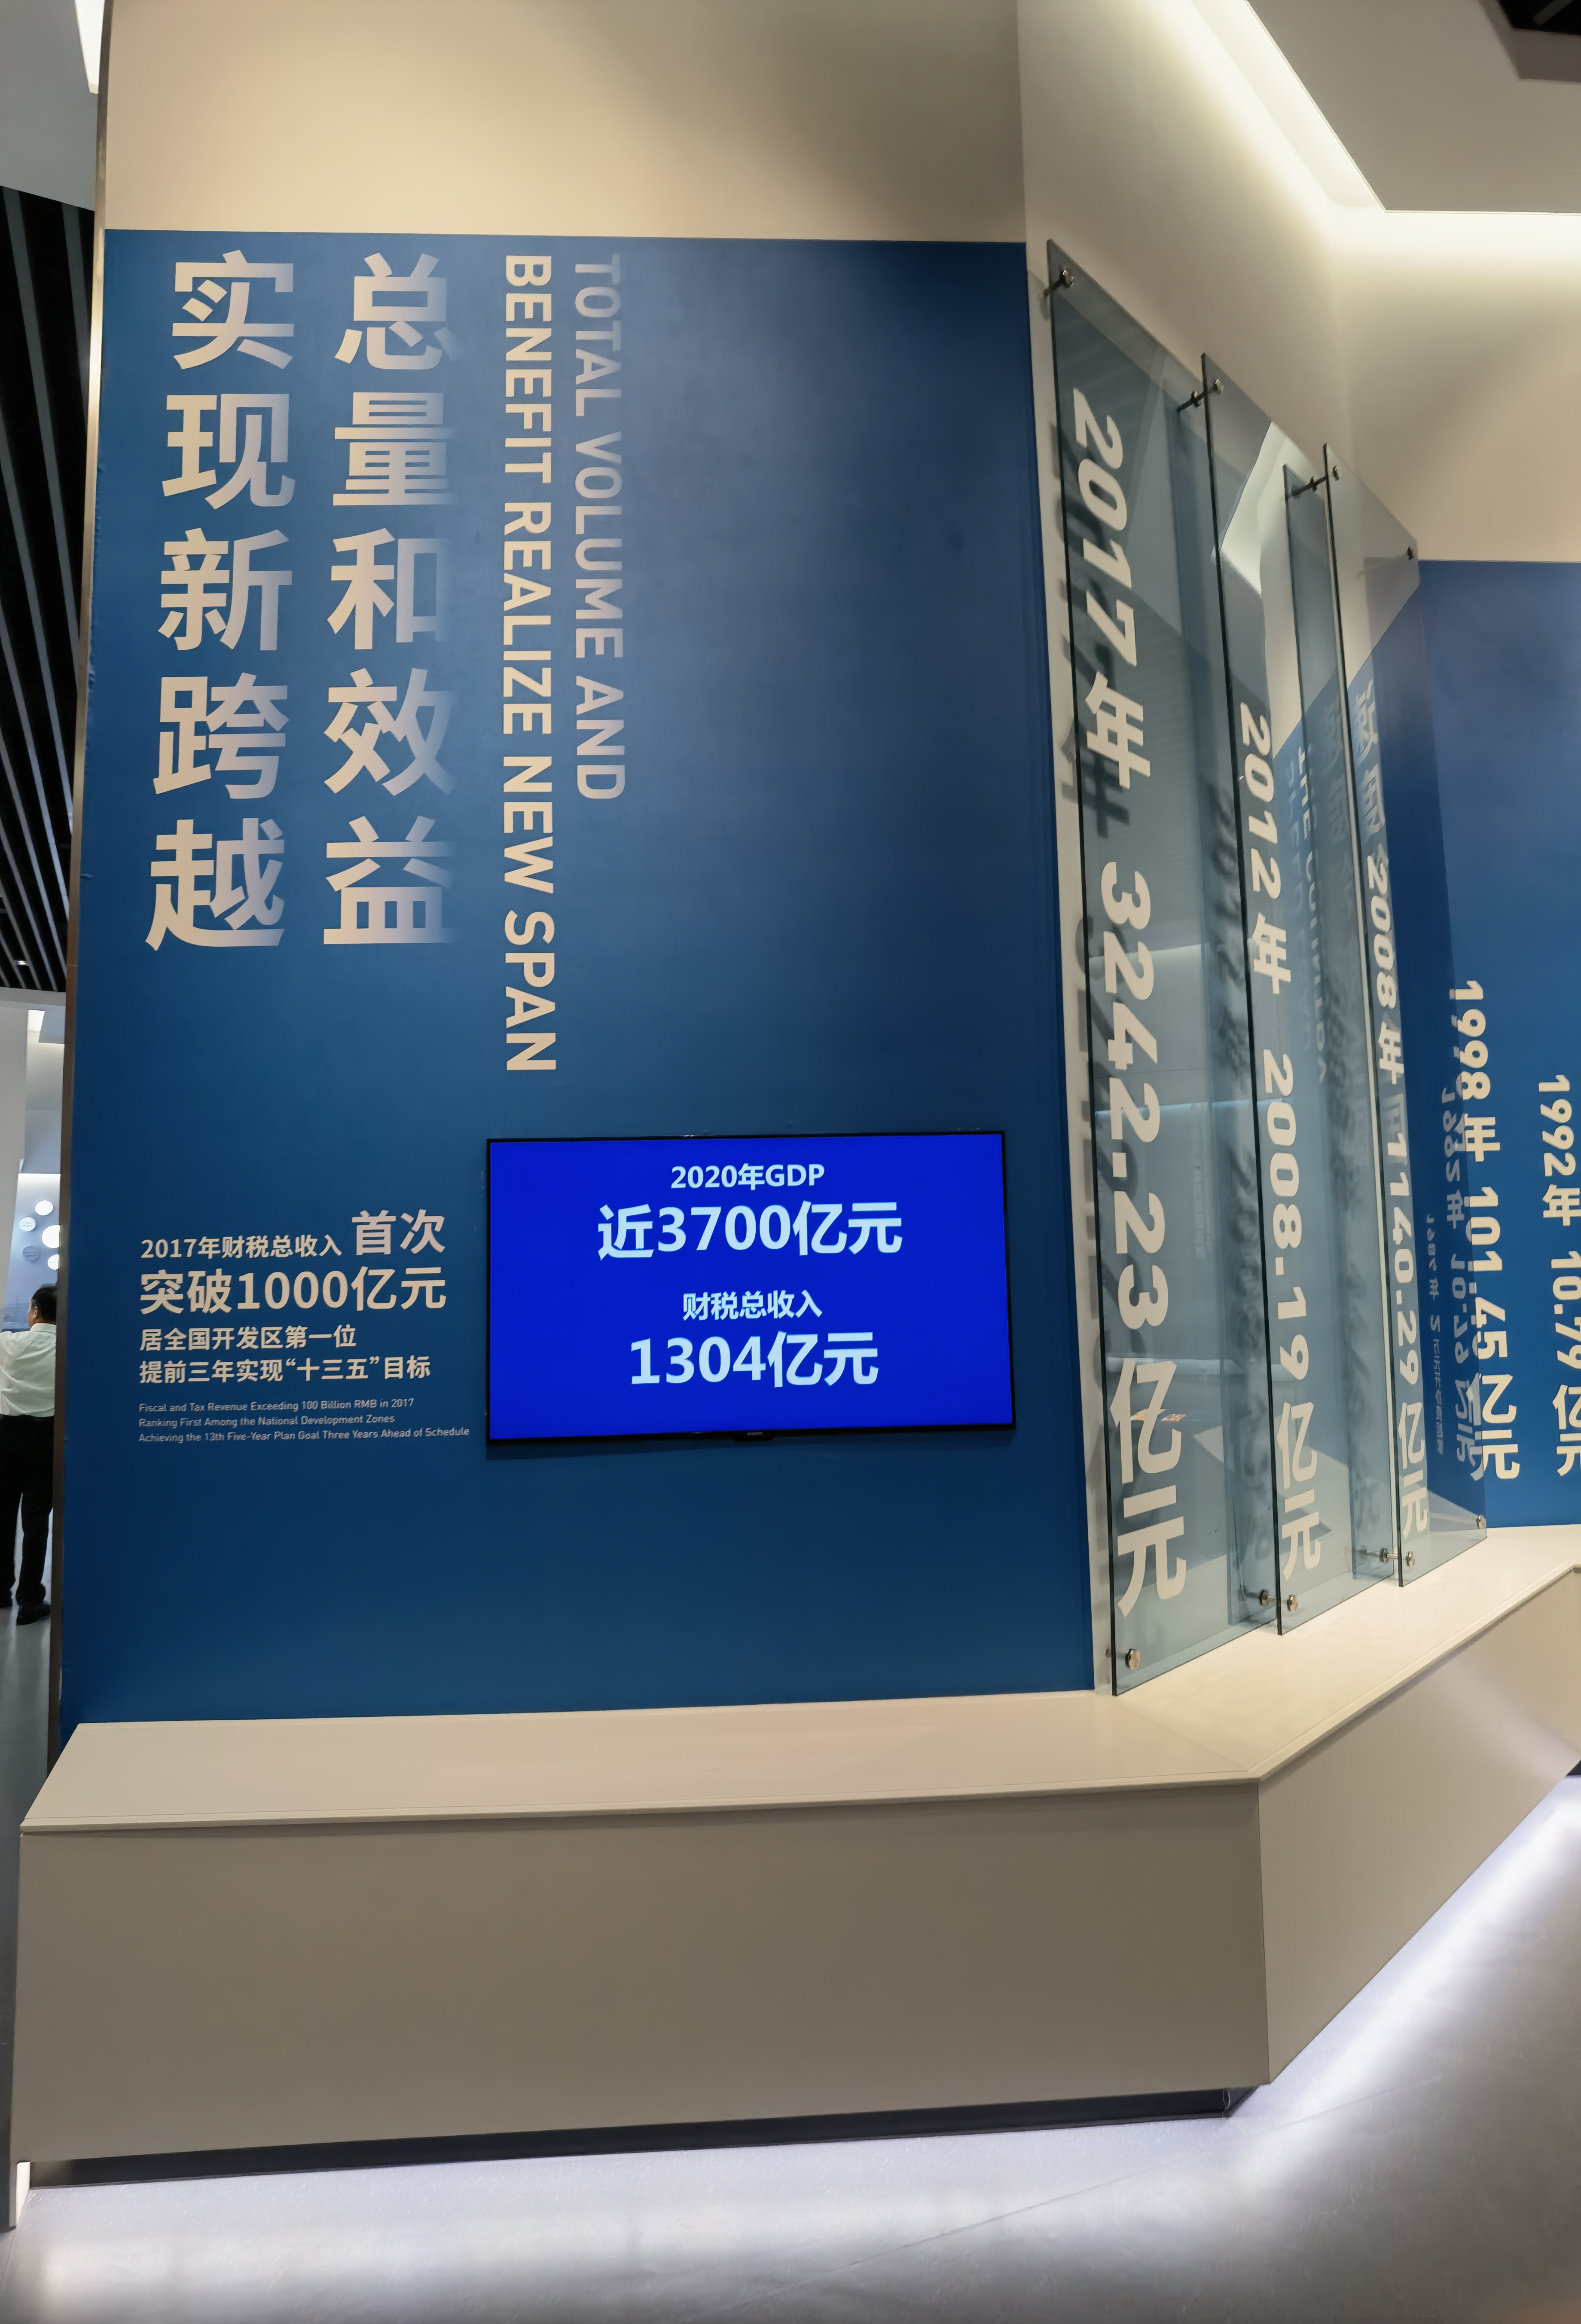 总量和效益
实现新跨越
TOTAL VOLUME AND
BENEFIT REALIZE NEW SPAN
2017年财税总收入 首次
突破1000亿元
居全国开发区第一位
提前三年实现“十三五”目标
Fiscal and Tax Revenue Exceeding 100 Billion RMB in 2017
Ranking First Among the National Development Zones
Achieving the 13th Five-Year Plan Goal Three Years Ahead of Schedule
2020年GDP
近3700亿元
财税总收入
1304亿元
2017年 3242.23亿元
2012年 2008.19亿元
2008年 1140.29亿元
1998年 101.45亿元
1992年 10.79亿元